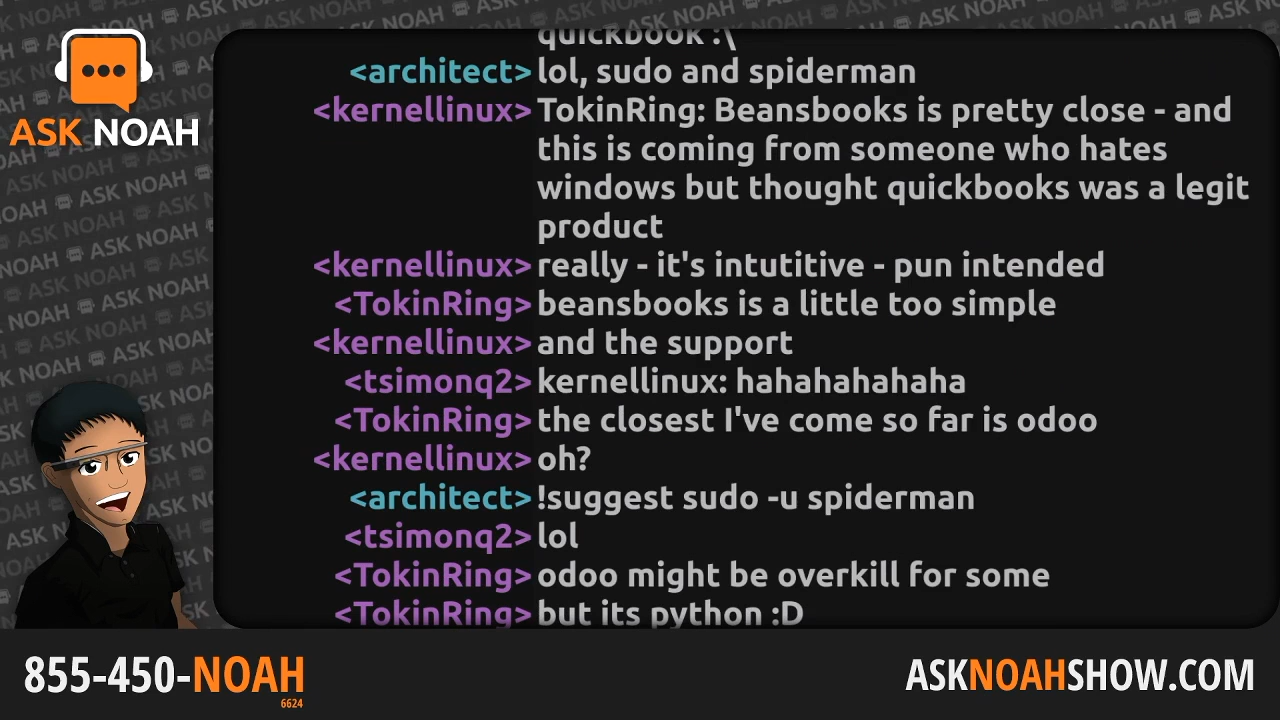 ASK NOAH
quickbook :\
<architect> lol, sudo and spiderman
<kernellinux> TokinRing: Beansbooks is pretty close - and
this is coming from someone who hates
windows but thought quickbooks was a legit
product
<kernellinux> really - it's intutitive - pun intended
<TokinRing> beansbooks is a little too simple
<kernellinux> and the support
<tsimonq2> kernellinux: hahahahahaha
<TokinRing> the closest I've come so far is odoo
<kernellinux> oh?
<architect> !suggest sudo -u spiderman
<tsimonq2> lol
<TokinRing> odoo might be overkill for some
<TokinRing> but its python :D
855-450-NOAH
6624
ASKNOAHSHOW.COM